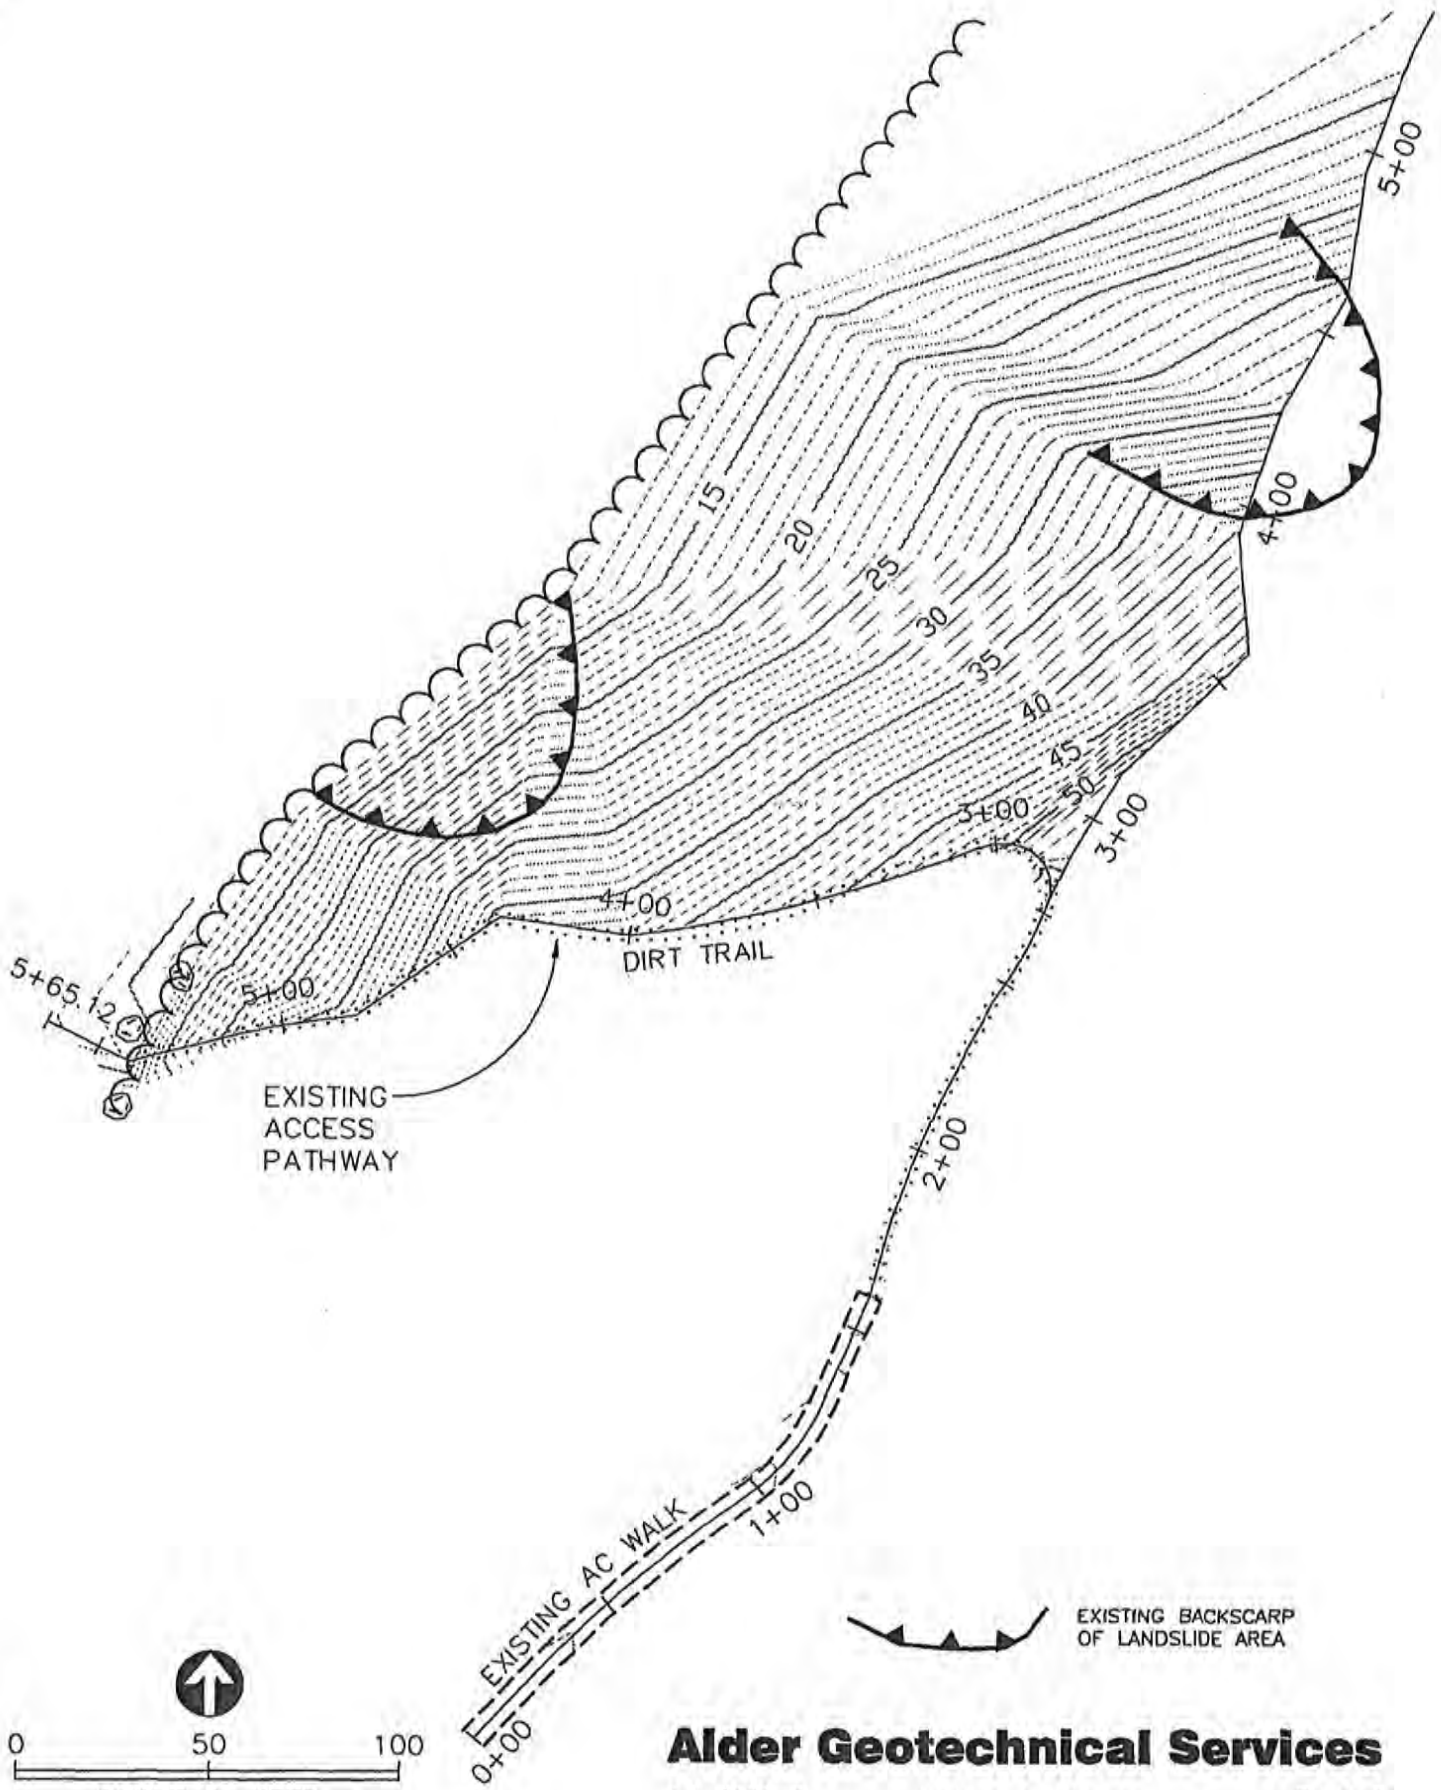 5+00
4+00
15
20
25
30
35
40
45
50
3+00
3+00
4+00
DIRT TRAIL
5+00
5+65.12
EXISTING
ACCESS
PATHWAY
2+00
1+00
EXISTING AC WALK
0+00
EXISTING BACKSCARP
OF LANDSLIDE AREA
0 50 100
Alder Geotechnical Services